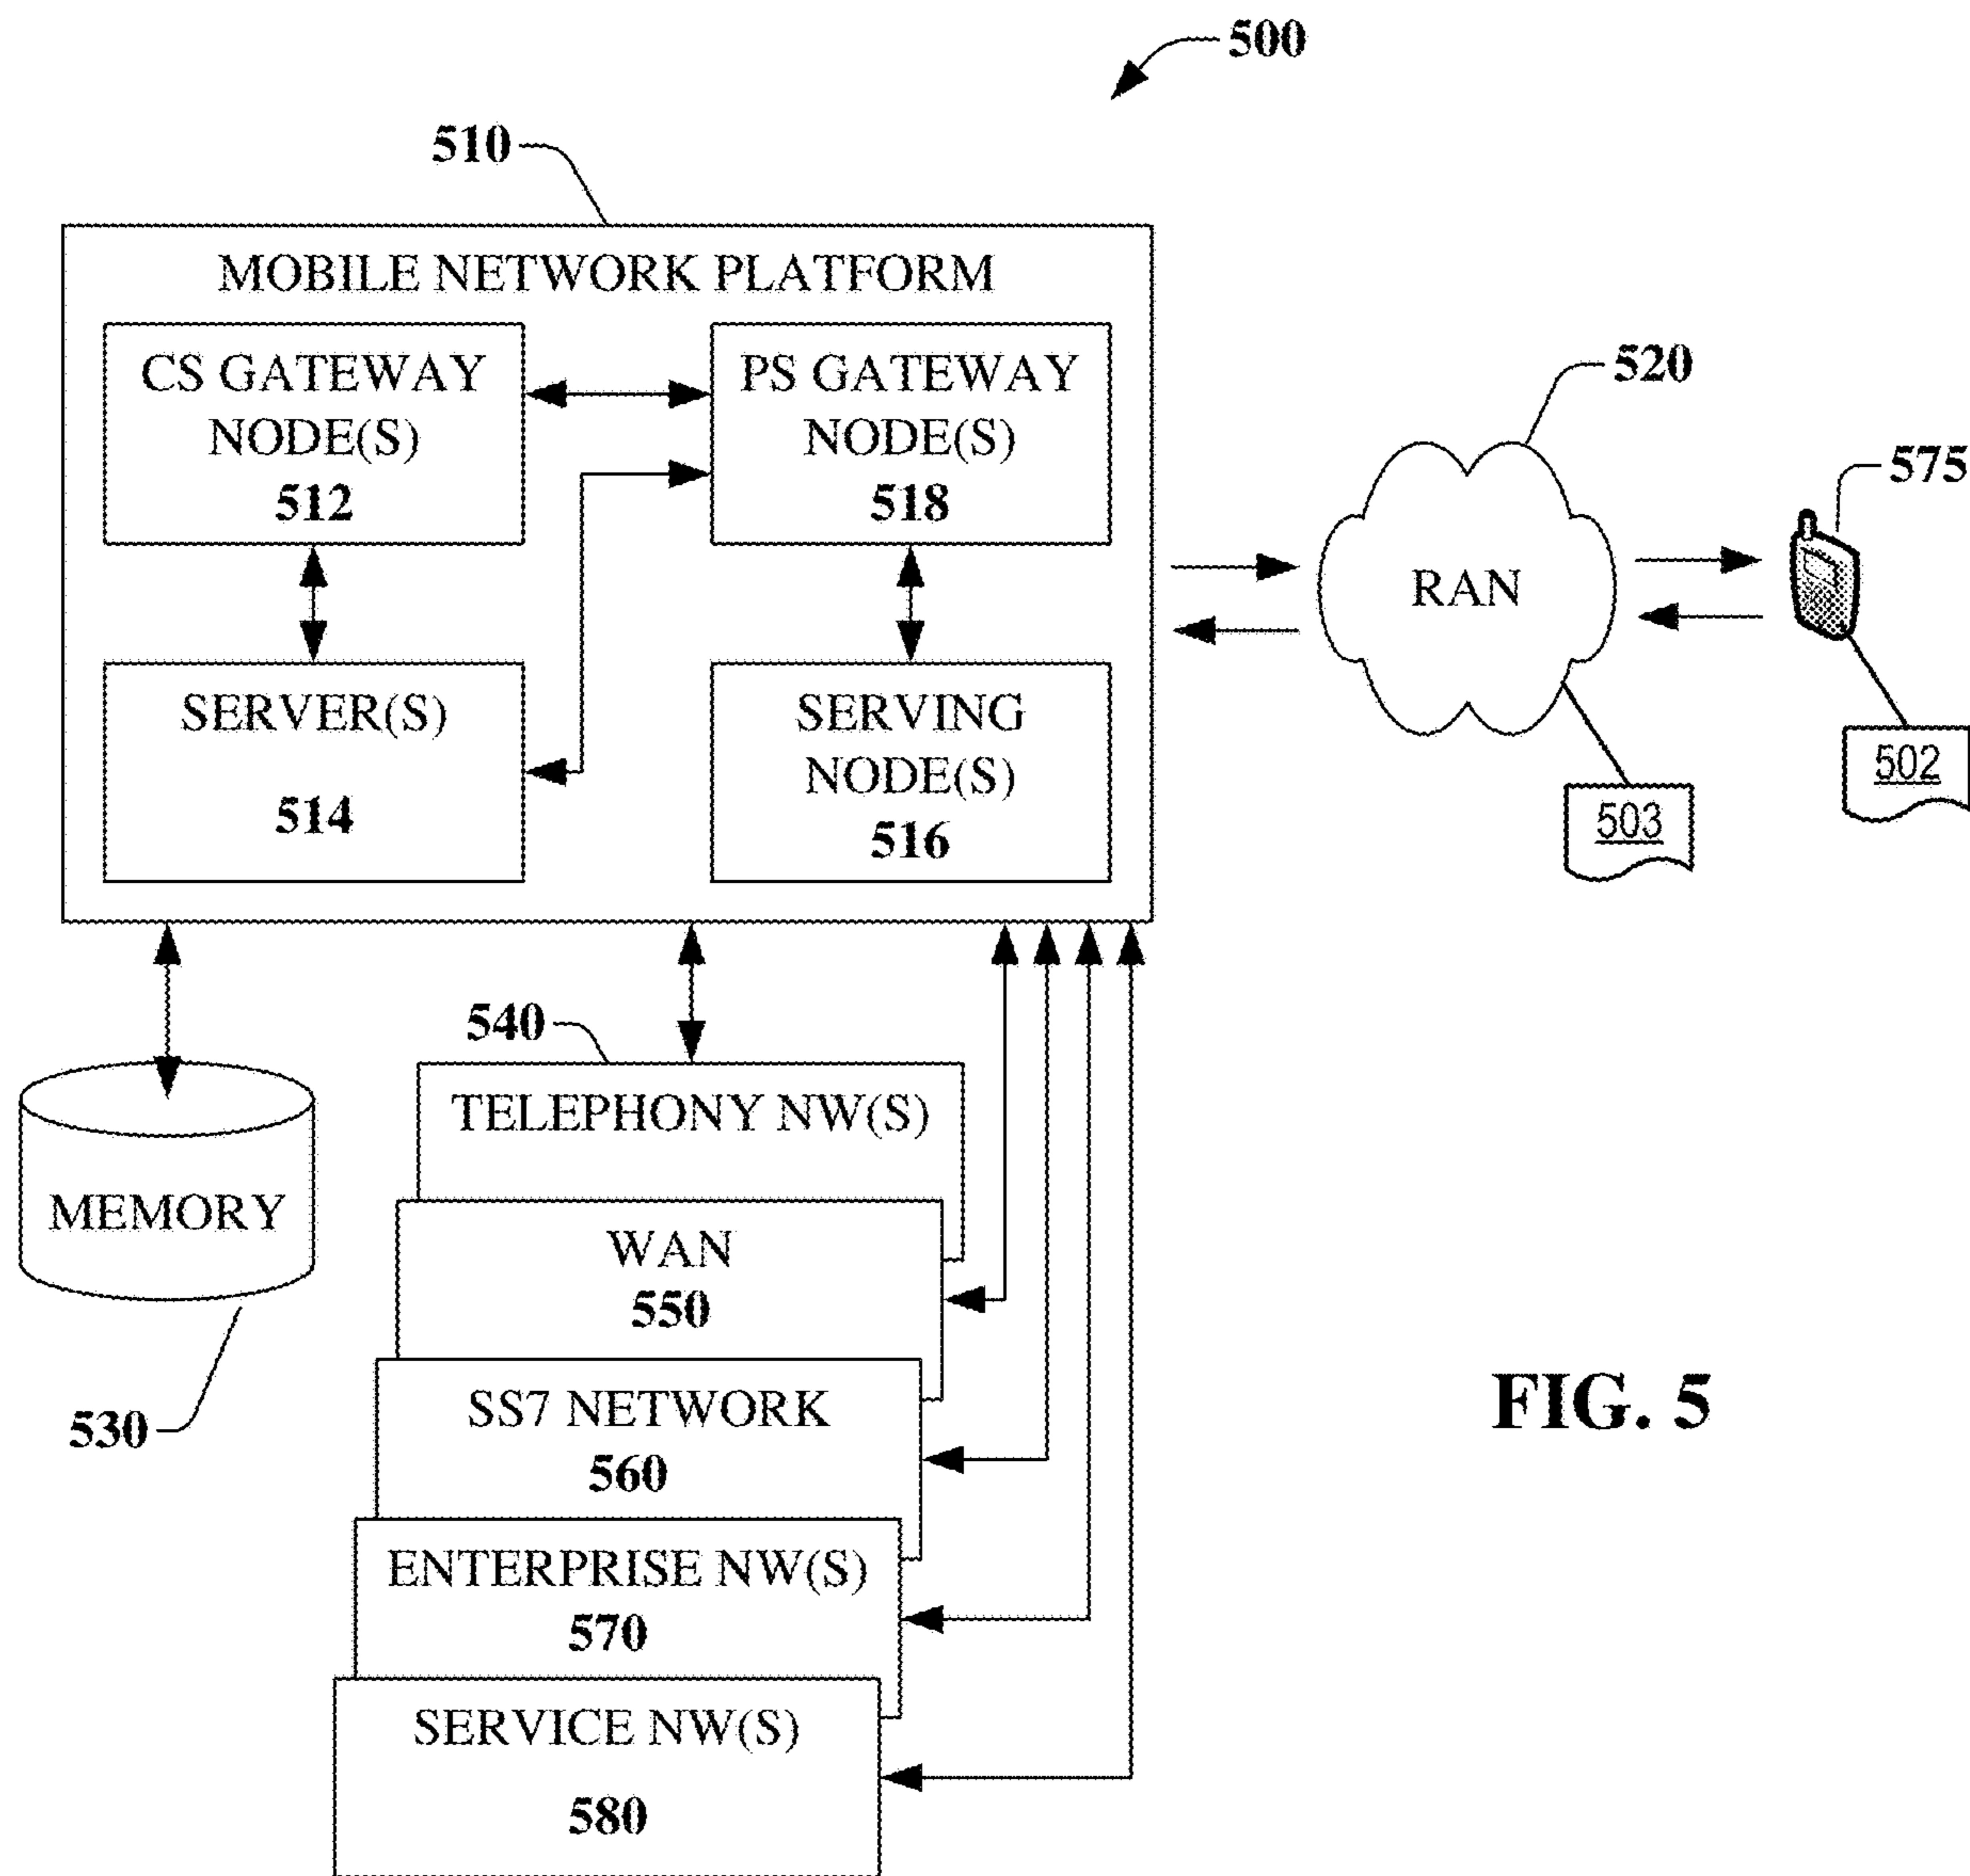 500
510
MOBILE NETWORK PLATFORM
CS GATEWAY
NODE(S)
512
PS GATEWAY
NODE(S)
518
SERVER(S)
514
SERVING
NODE(S)
516
520
RAN
575
502
503
540
TELEPHONY NW(S)
MEMORY
530
WAN
550
SS7 NETWORK
560
ENTERPRISE NW(S)
570
SERVICE NW(S)
580
FIG. 5